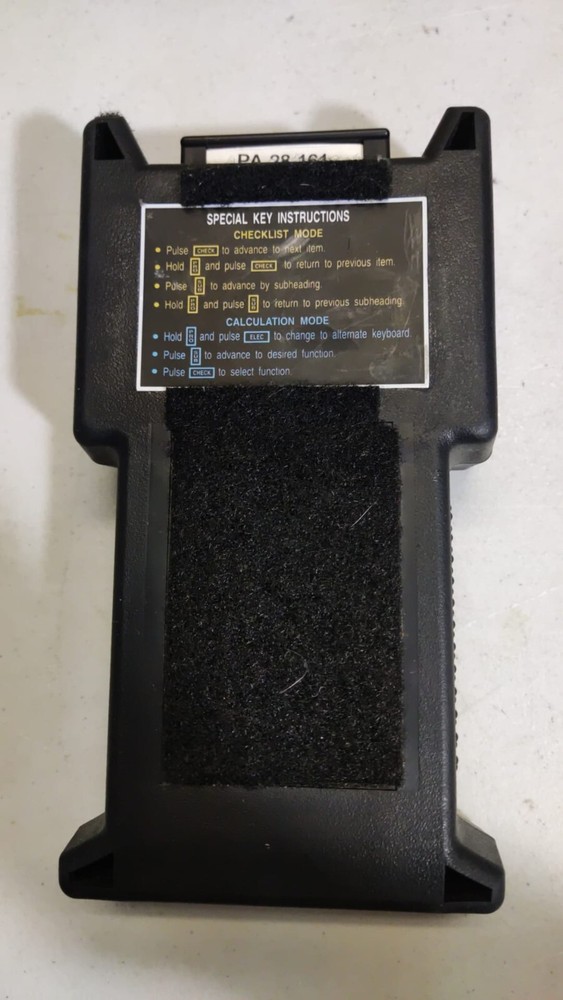 PA-28-161
SPECIAL KEY INSTRUCTIONS
CHECKLIST MODE
• Pulse CHECK to advance to next item.
• Hold and pulse CHECK to return to previous item.
• Pulse to advance by subheading.
• Hold and pulse to return to previous subheading.
CALCULATION MODE
• Hold and pulse ELEC to change to alternate keyboard.
• Pulse to advance to desired function.
• Pulse CHECK to select function.